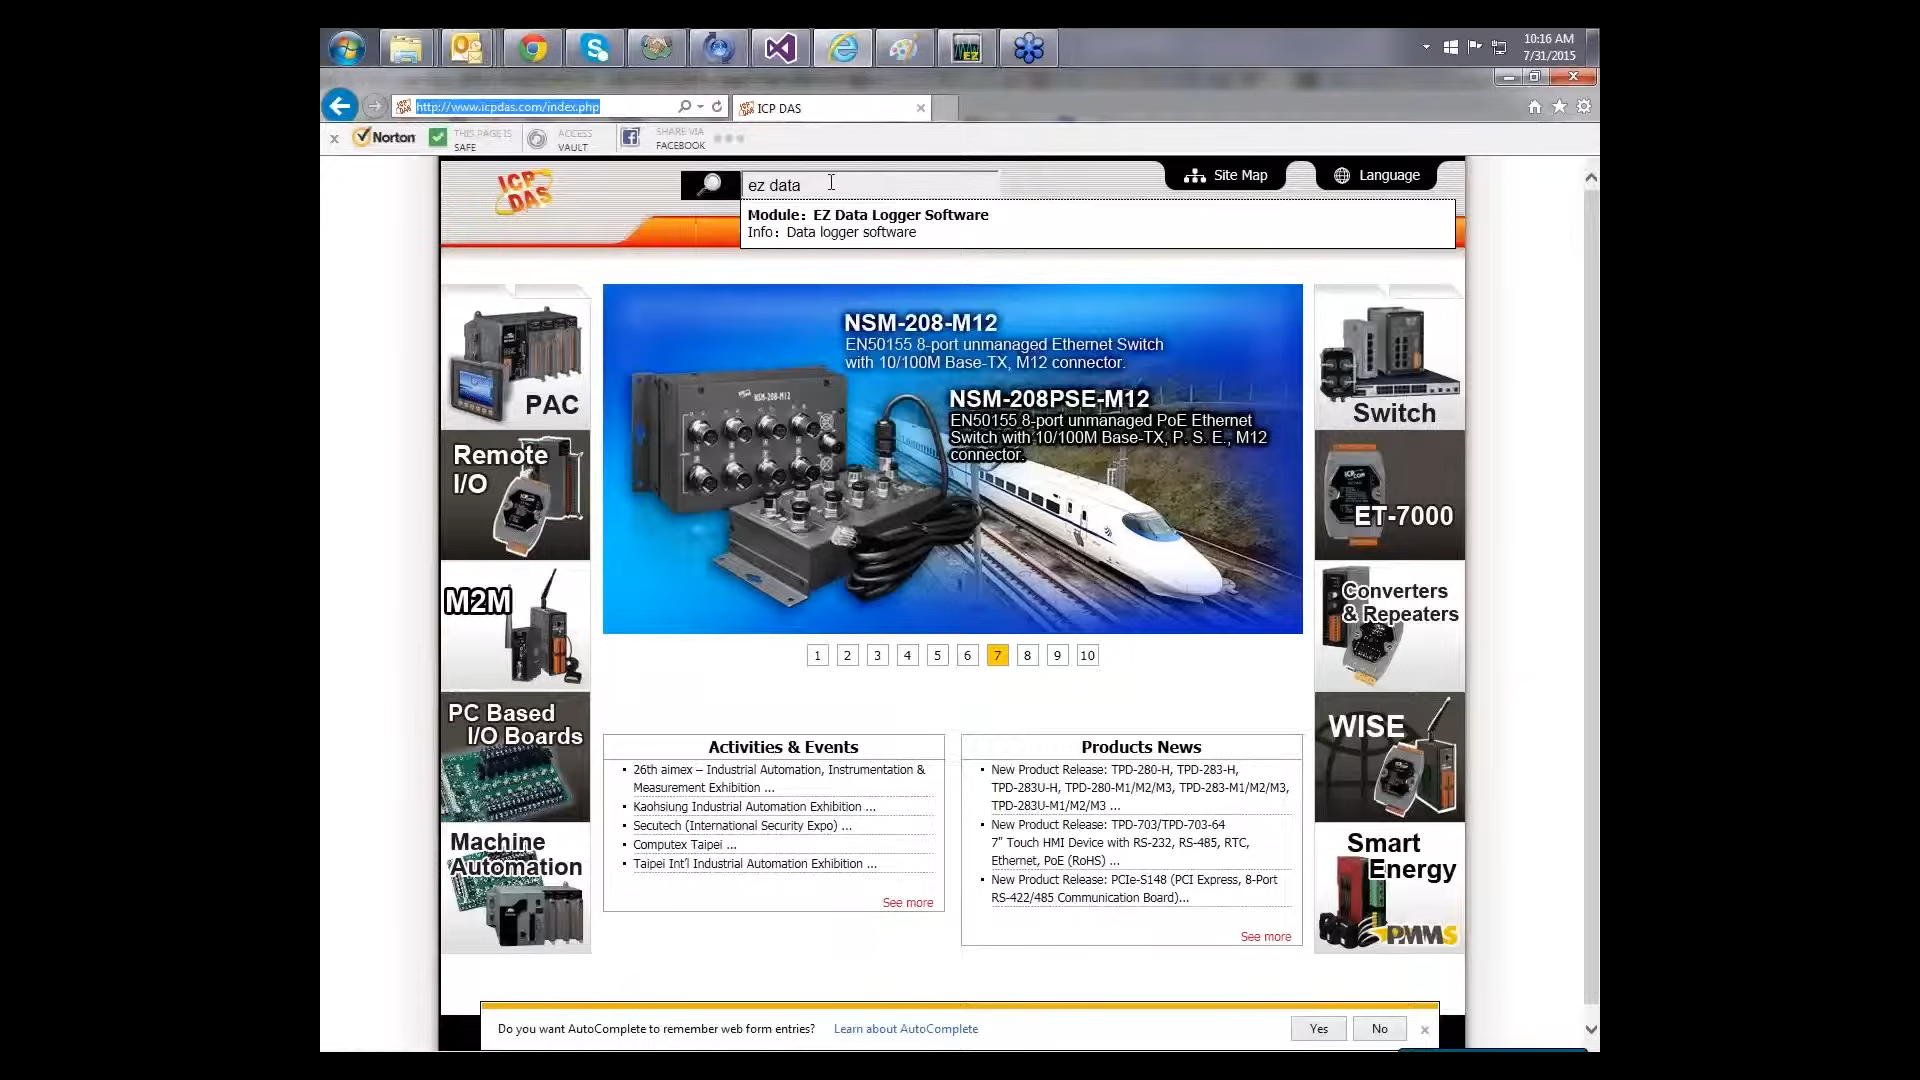 10:16 AM
7/31/2015
http://www.icpdas.com/index.php
ICP DAS
Norton
THIS PAGE IS
SAFE
ACCESS
VAULT
SHARE VIA
FACEBOOK
ICP
DAS
ez data
Site Map
Language
Module: EZ Data Logger Software
Info: Data logger software
NSM-208-M12
EN50155 8-port unmanaged Ethernet Switch
with 10/100M Base-TX, M12 connector.
NSM-208PSE-M12
EN50155 8-port unmanaged PoE Ethernet
Switch with 10/100M Base-TX, P. S. E., M12
connector.
NSM-208-M12
PAC
Remote
I/O
M2M
PC Based
I/O Boards
Machine
Automation
Switch
ET-7000
Converters
& Repeaters
WISE
Smart
Energy
PMMS
1 2 3 4 5 6 7 8 9 10
Activities & Events
26th aimex – Industrial Automation, Instrumentation &
Measurement Exhibition ...
Kaohsiung Industrial Automation Exhibition ...
Secutech (International Security Expo) ...
Computex Taipei ...
Taipei Int'l Industrial Automation Exhibition ...
See more
Products News
New Product Release: TPD-280-H, TPD-283-H,
TPD-283U-H, TPD-280-M1/M2/M3, TPD-283-M1/M2/M3,
TPD-283U-M1/M2/M3 ...
New Product Release: TPD-703/TPD-703-64
7" Touch HMI Device with RS-232, RS-485, RTC,
Ethernet, PoE (RoHS) ...
New Product Release: PCIe-S148 (PCI Express, 8-Port
RS-422/485 Communication Board)...
See more
Do you want AutoComplete to remember web form entries? Learn about AutoComplete
Yes
No